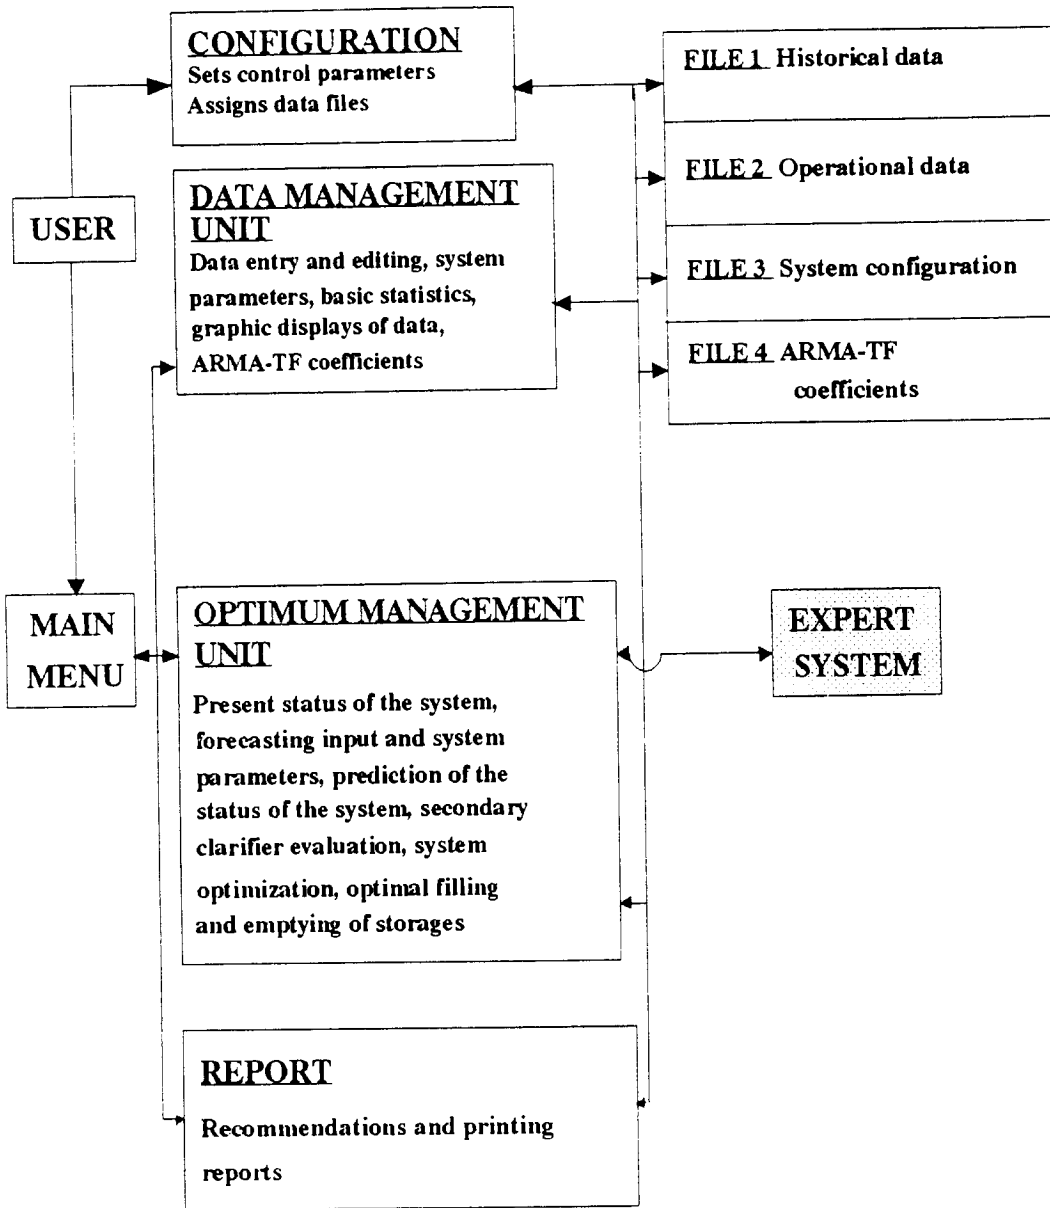 CONFIGURATION
Sets control parameters
Assigns data files
FILE 1 Historical data
DATA MANAGEMENT
UNIT
Data entry and editing, system
parameters, basic statistics,
graphic displays of data,
ARMA-TF coefficients
USER
FILE 2 Operational data
FILE 3 System configuration
FILE 4 ARMA-TF
coefficients
MAIN
MENU
OPTIMUM MANAGEMENT
UNIT
Present status of the system,
forecasting input and system
parameters, prediction of the
status of the system, secondary
clarifier evaluation, system
optimization, optimal filling
and emptying of storages
EXPERT
SYSTEM
REPORT
Recommendations and printing
reports